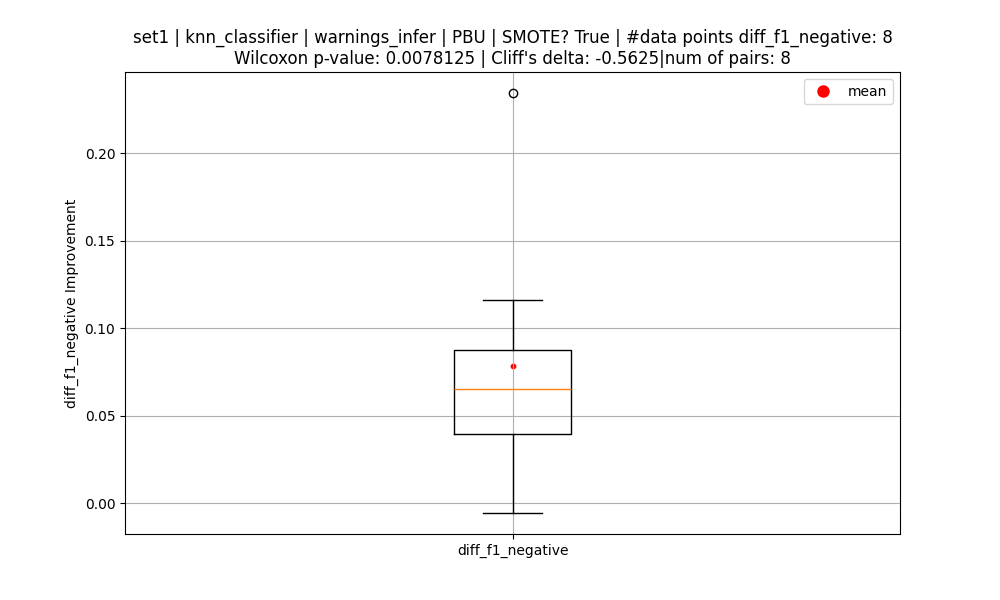 set1 | knn_classifier | warnings_infer | PBU | SMOTE? True | #data points diff_f1_negative: 8
Wilcoxon p-value: 0.0078125 | Cliff's delta: -0.5625|num of pairs: 8
mean
diff_f1_negative Improvement
0.20
0.15
0.10
0.05
0.00
diff_f1_negative